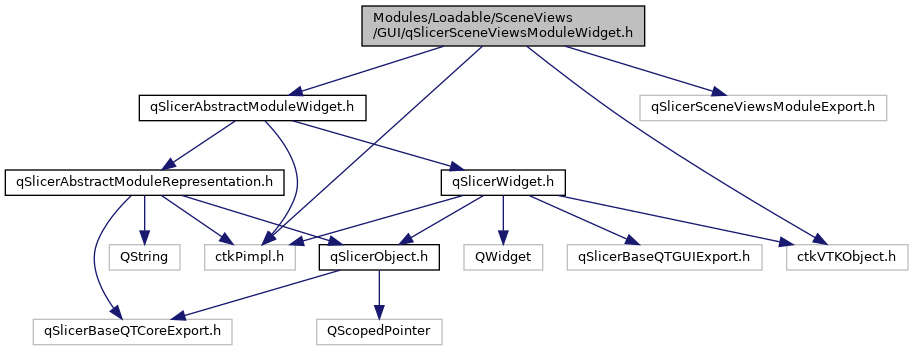 Modules/Loadable/SceneViews
/GUI/qSlicerSceneViewsModuleWidget.h
qSlicerAbstractModuleWidget.h
qSlicerSceneViewsModuleExport.h
qSlicerAbstractModuleRepresentation.h
qSlicerWidget.h
QString
ctkPimpl.h
qSlicerObject.h
QWidget
qSlicerBaseQTGUIExport.h
ctkVTKObject.h
qSlicerBaseQTCoreExport.h
QScopedPointer